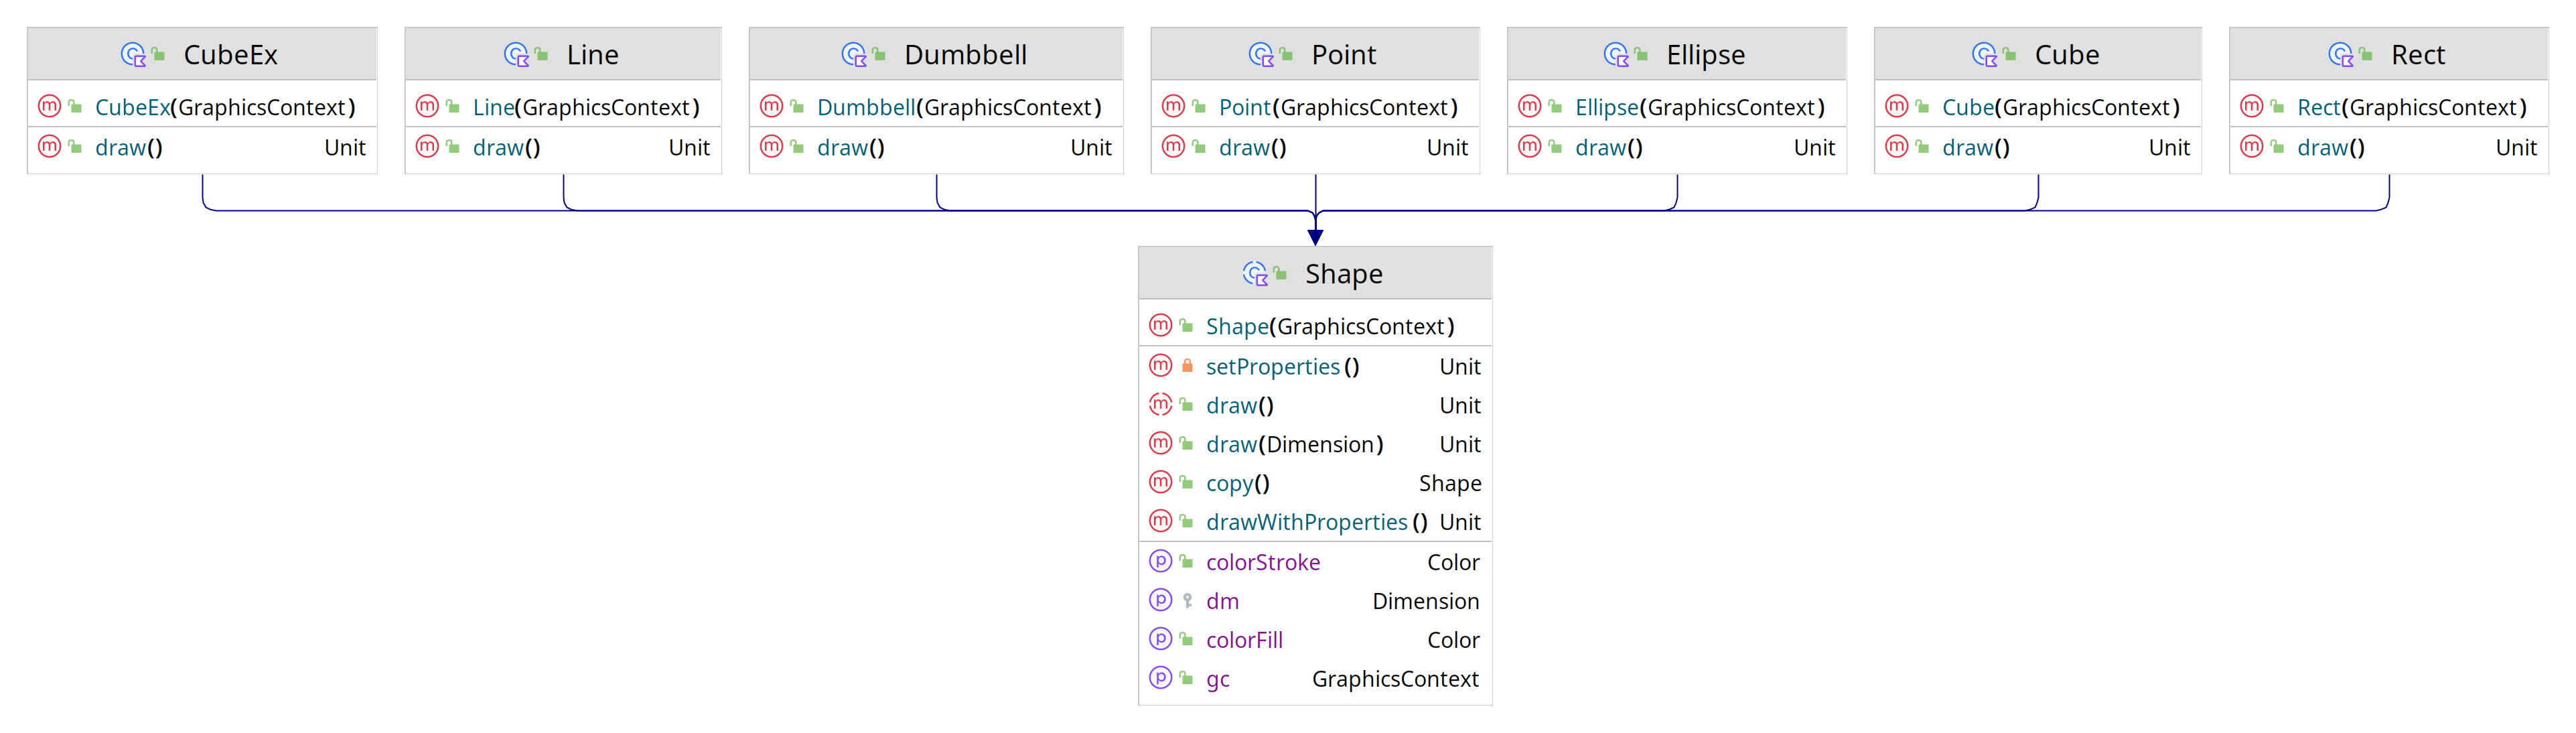 CubeEx
CubeEx(GraphicsContext)
draw() Unit
Line
Line(GraphicsContext)
draw() Unit
Dumbbell
Dumbbell(GraphicsContext)
draw() Unit
Point
Point(GraphicsContext)
draw() Unit
Ellipse
Ellipse(GraphicsContext)
draw() Unit
Cube
Cube(GraphicsContext)
draw() Unit
Rect
Rect(GraphicsContext)
draw() Unit
Shape
Shape(GraphicsContext)
setProperties() Unit
draw() Unit
draw(Dimension) Unit
copy() Shape
drawWithProperties() Unit
colorStroke Color
dm Dimension
colorFill Color
gc GraphicsContext